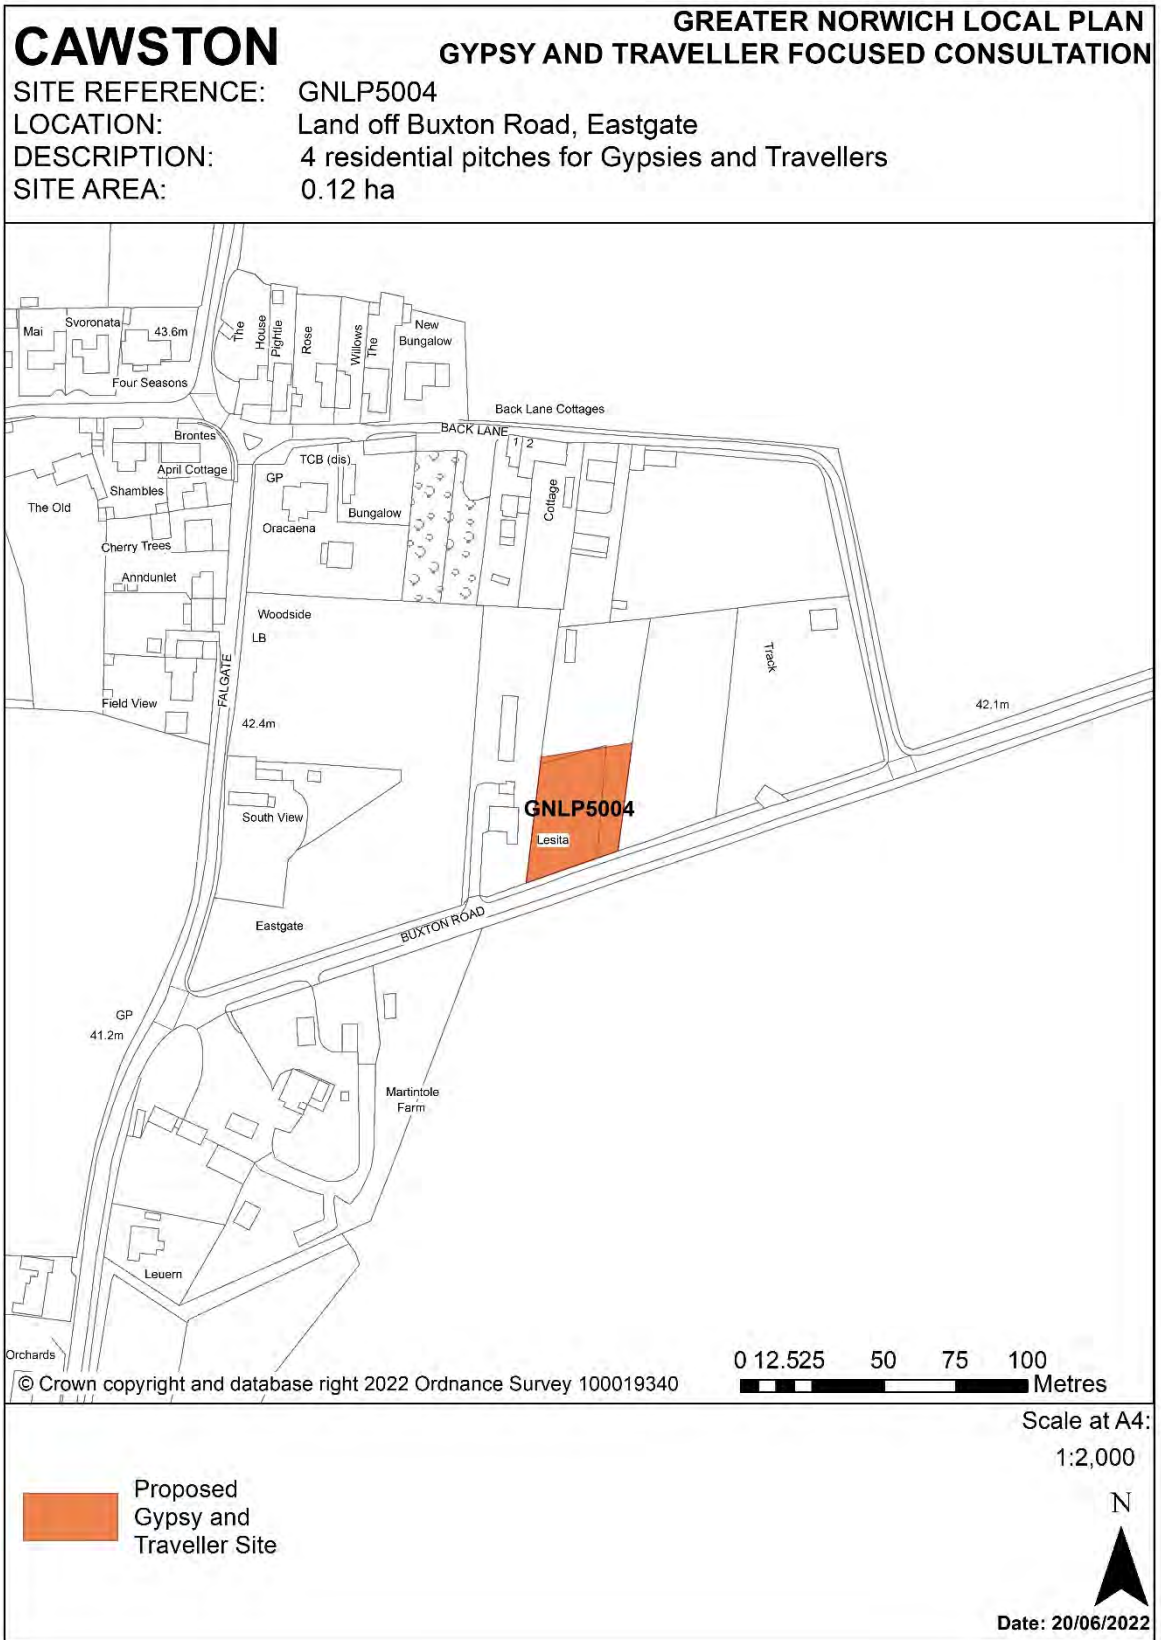 CAWSTON
GREATER NORWICH LOCAL PLAN
GYPSY AND TRAVELLER FOCUSED CONSULTATION
SITE REFERENCE: GNLP5004
LOCATION: Land off Buxton Road, Eastgate
DESCRIPTION: 4 residential pitches for Gypsies and Travellers
SITE AREA: 0.12 ha
Mai
Svoronata
43.6m
Four Seasons
The
House
Pightle
Rose
Willows
The
New
Bungalow
Back Lane Cottages
BACK LANE
1 2
Brontes
April Cottage
Shambles
The Old
Cherry Trees
Anndunlet
TCB (dis)
GP
Oracaena
Bungalow
Cottage
Woodside
LB
FALGATE
Field View
42.4m
Track
42.1m
South View
GNLP5004
Lesita
Eastgate
BUXTON ROAD
GP
41.2m
Martintole
Farm
Leuern
Orchards
© Crown copyright and database right 2022 Ordnance Survey 100019340
0 12.525 50 75 100
Metres
Scale at A4:
1:2,000
Proposed
Gypsy and
Traveller Site
N
Date: 20/06/2022